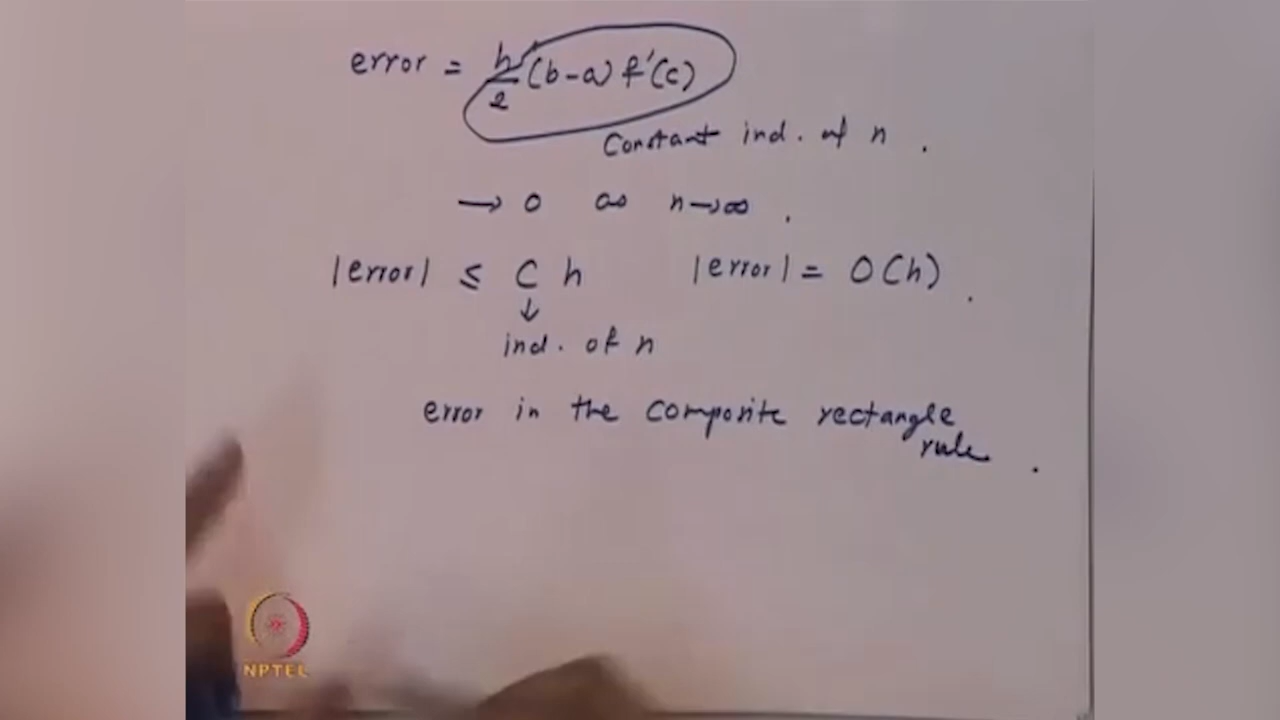 error = h/2 (b-a) f'(c)
Constant ind. of n .
→ 0 as n→∞ .
|error| ≤ C h |error| = O(h) .
↓
ind. of n
error in the composite rectangle
rule .
NPTEL